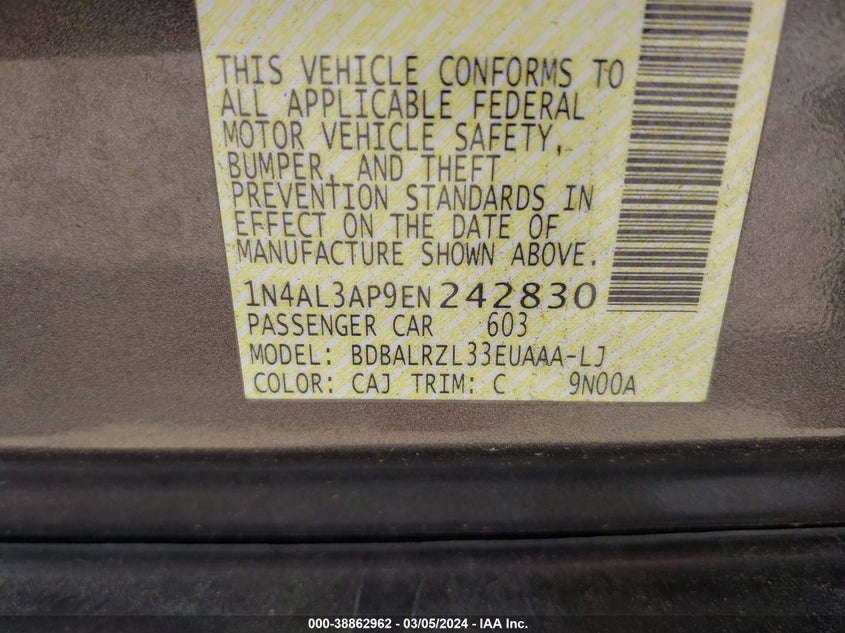 THIS VEHICLE CONFORMS TO
ALL APPLICABLE FEDERAL
MOTOR VEHICLE SAFETY,
BUMPER, AND THEFT
PREVENTION STANDARDS IN
EFFECT ON THE DATE OF
MANUFACTURE SHOWN ABOVE.
1N4AL3AP9EN242830
PASSENGER CAR 603
MODEL: BDBALRZL33EUAAA-LJ
COLOR: CAJ TRIM: C 9N00A
000-38862962 - 03/05/2024 - IAA Inc.